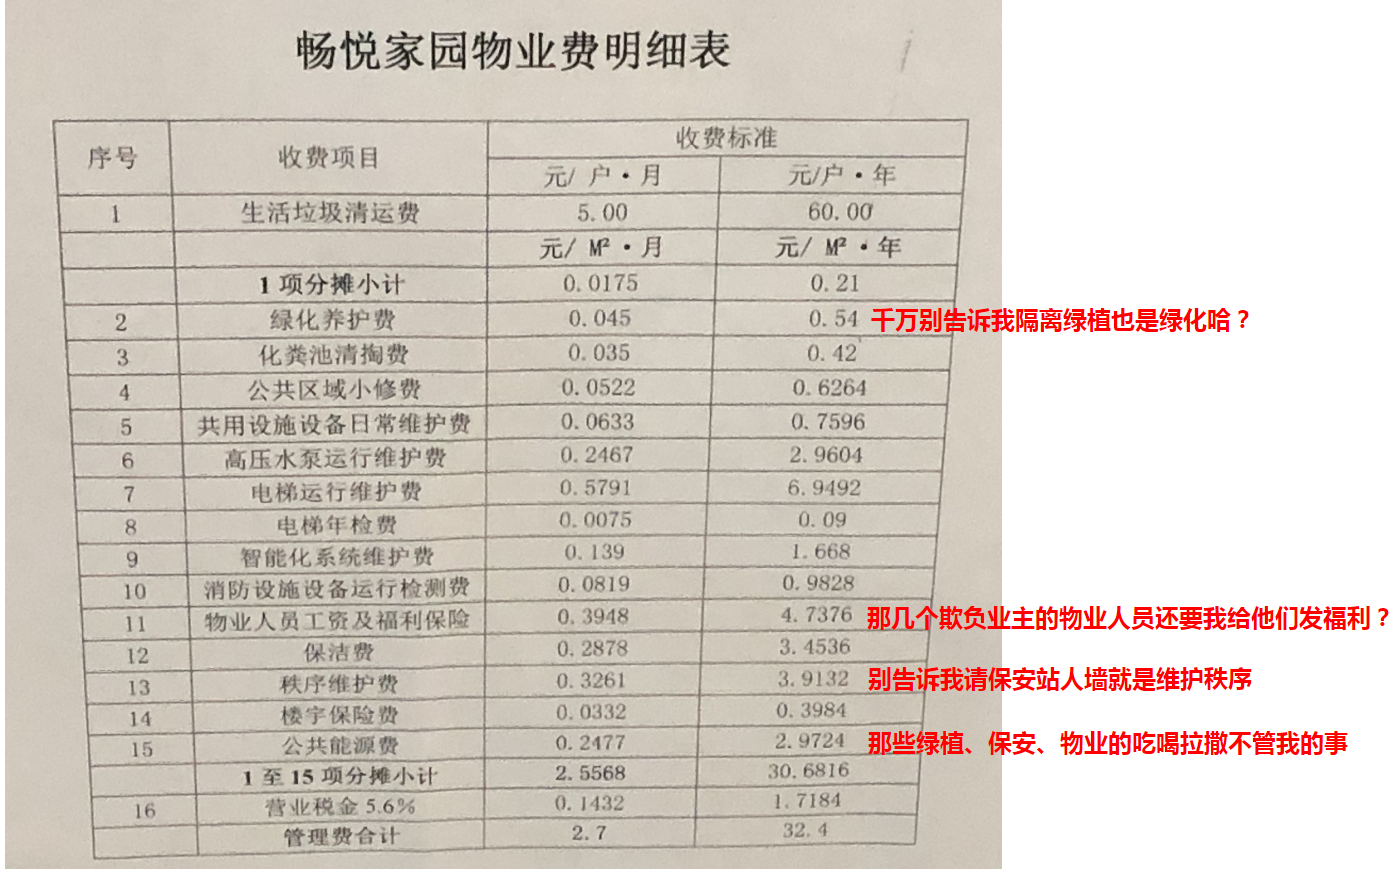 畅悦家园物业费明细表
序号 收费项目 收费标准
元/ 户·月 元/户·年
1 生活垃圾清运费 5.00 60.00
元/ M²·月 元/ M²·年
1 项分摊小计 0.0175 0.21
2 绿化养护费 0.045 0.54 千万别告诉我隔离绿植也是绿化哈？
3 化粪池清掏费 0.035 0.42
4 公共区域小修费 0.0522 0.6264
5 共用设施设备日常维护费 0.0633 0.7596
6 高压水泵运行维护费 0.2467 2.9604
7 电梯运行维护费 0.5791 6.9492
8 电梯年检费 0.0075 0.09
9 智能化系统维护费 0.139 1.668
10 消防设施设备运行检测费 0.0819 0.9828
11 物业人员工资及福利保险 0.3948 4.7376 那几个欺负业主的物业人员还要我给他们发福利？
12 保洁费 0.2878 3.4536
13 秩序维护费 0.3261 3.9132 别告诉我请保安站人墙就是维护秩序
14 楼宇保险费 0.0332 0.3984
15 公共能源费 0.2477 2.9724 那些绿植、保安、物业的吃喝拉撒不管我的事
1 至 15 项分摊小计 2.5568 30.6816
16 营业税金 5.6% 0.1432 1.7184
管理费合计 2.7 32.4